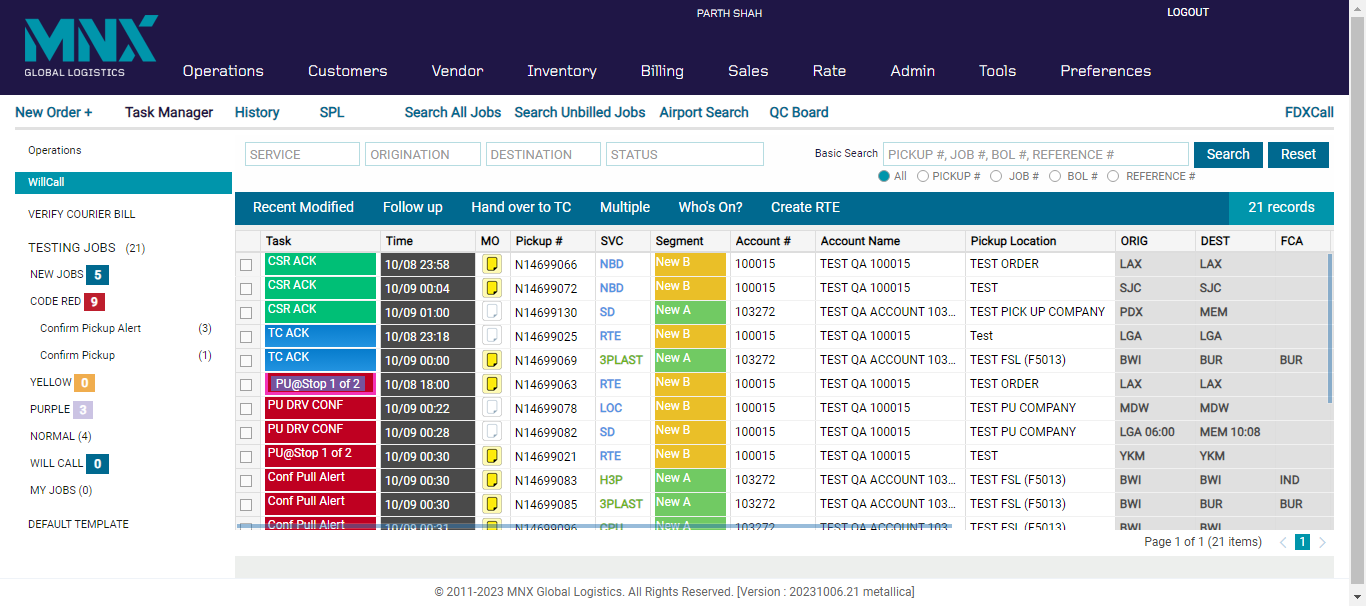 PARTH SHAH LOGOUT
MNX
GLOBAL LOGISTICS
Operations Customers Vendor Inventory Billing Sales Rate Admin Tools Preferences
New Order + Task Manager History SPL Search All Jobs Search Unbilled Jobs Airport Search QC Board FDXCall
Operations
WillCall
VERIFY COURIER BILL
TESTING JOBS (21)
NEW JOBS 5
CODE RED 9
Confirm Pickup Alert (3)
Confirm Pickup (1)
YELLOW 0
PURPLE 3
NORMAL (4)
WILL CALL 0
MY JOBS (0)
DEFAULT TEMPLATE
SERVICE ORIGINATION DESTINATION STATUS Basic Search PICKUP #, JOB #, BOL #, REFERENCE # Search Reset
All PICKUP # JOB # BOL # REFERENCE #
Recent Modified Follow up Hand over to TC Multiple Who's On? Create RTE 21 records
Task Time MO Pickup # SVC Segment Account # Account Name Pickup Location ORIG DEST FCA
CSR ACK 10/08 23:58 N14699066 NBD New B 100015 TEST QA 100015 TEST ORDER LAX LAX
CSR ACK 10/09 00:04 N14699072 NBD New B 100015 TEST QA 100015 TEST SJC SJC
CSR ACK 10/09 01:00 N14699130 SD New A 103272 TEST QA ACCOUNT 103... TEST PICK UP COMPANY PDX MEM
TC ACK 10/08 23:18 N14699025 RTE New B 100015 TEST QA 100015 Test LGA LGA
TC ACK 10/09 00:00 N14699069 3PLAST New A 103272 TEST QA ACCOUNT 103... TEST FSL (F5013) BWI BUR BUR
PU@Stop 1 of 2 10/08 18:00 N14699063 RTE New B 100015 TEST QA 100015 TEST ORDER LAX LAX
PU DRV CONF 10/09 00:22 N14699078 LOC New B 100015 TEST QA 100015 TEST PU COMPANY MDW MDW
PU DRV CONF 10/09 00:28 N14699082 SD New B 100015 TEST QA 100015 TEST PU COMPANY LGA 06:00 MEM 10:08
PU@Stop 1 of 2 10/09 00:30 N14699021 RTE New B 100015 TEST QA 100015 TEST YKM YKM
Conf Pull Alert 10/09 00:30 N14699083 H3P New A 103272 TEST QA ACCOUNT 103... TEST FSL (F5013) BWI BWI IND
Conf Pull Alert 10/09 00:30 N14699085 3PLAST New A 103272 TEST QA ACCOUNT 103... TEST FSL (F5013) BWI BUR BUR
Conf Pull Alert 10/09 00:31 N14699096 CPU New A 103272 TEST QA ACCOUNT 103... TEST FSL (F5013) BWI BWI
Page 1 of 1 (21 items) 1
© 2011-2023 MNX Global Logistics. All Rights Reserved. [Version : 20231006.21 metallica]